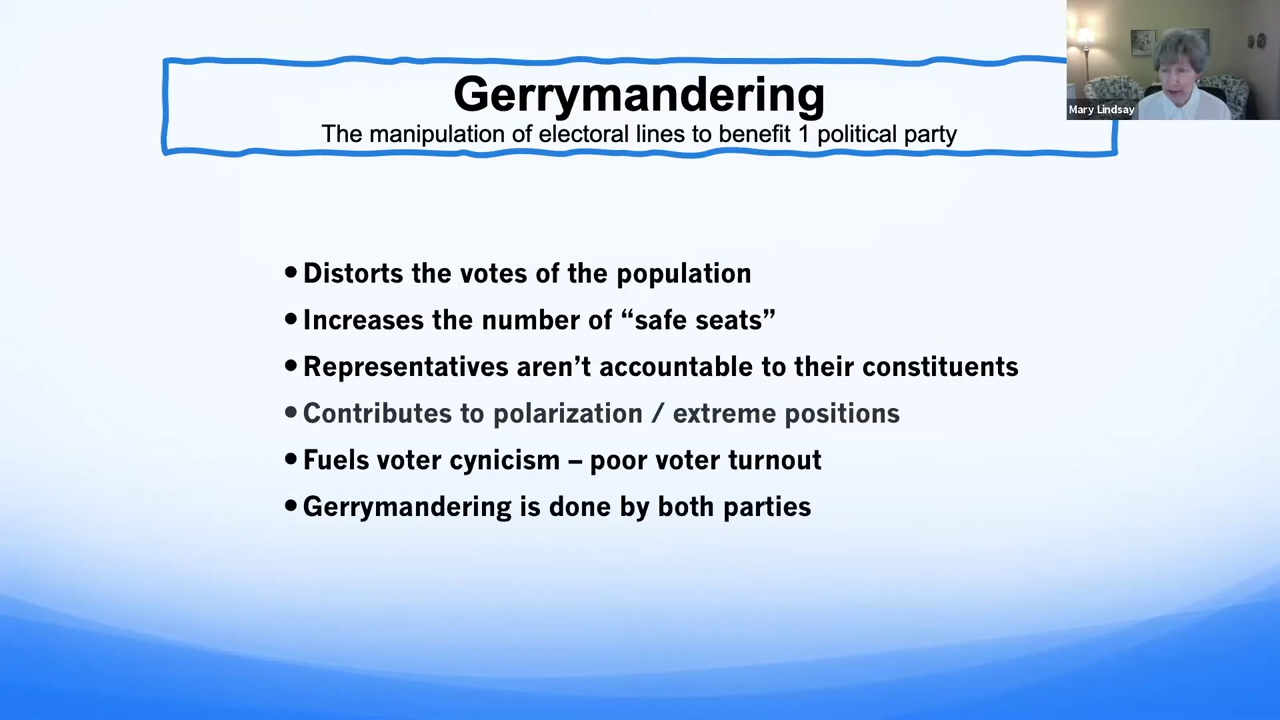 Gerrymandering
The manipulation of electoral lines to benefit 1 political party
Mary Lindsay
• Distorts the votes of the population
• Increases the number of “safe seats”
• Representatives aren’t accountable to their constituents
• Contributes to polarization / extreme positions
• Fuels voter cynicism – poor voter turnout
• Gerrymandering is done by both parties